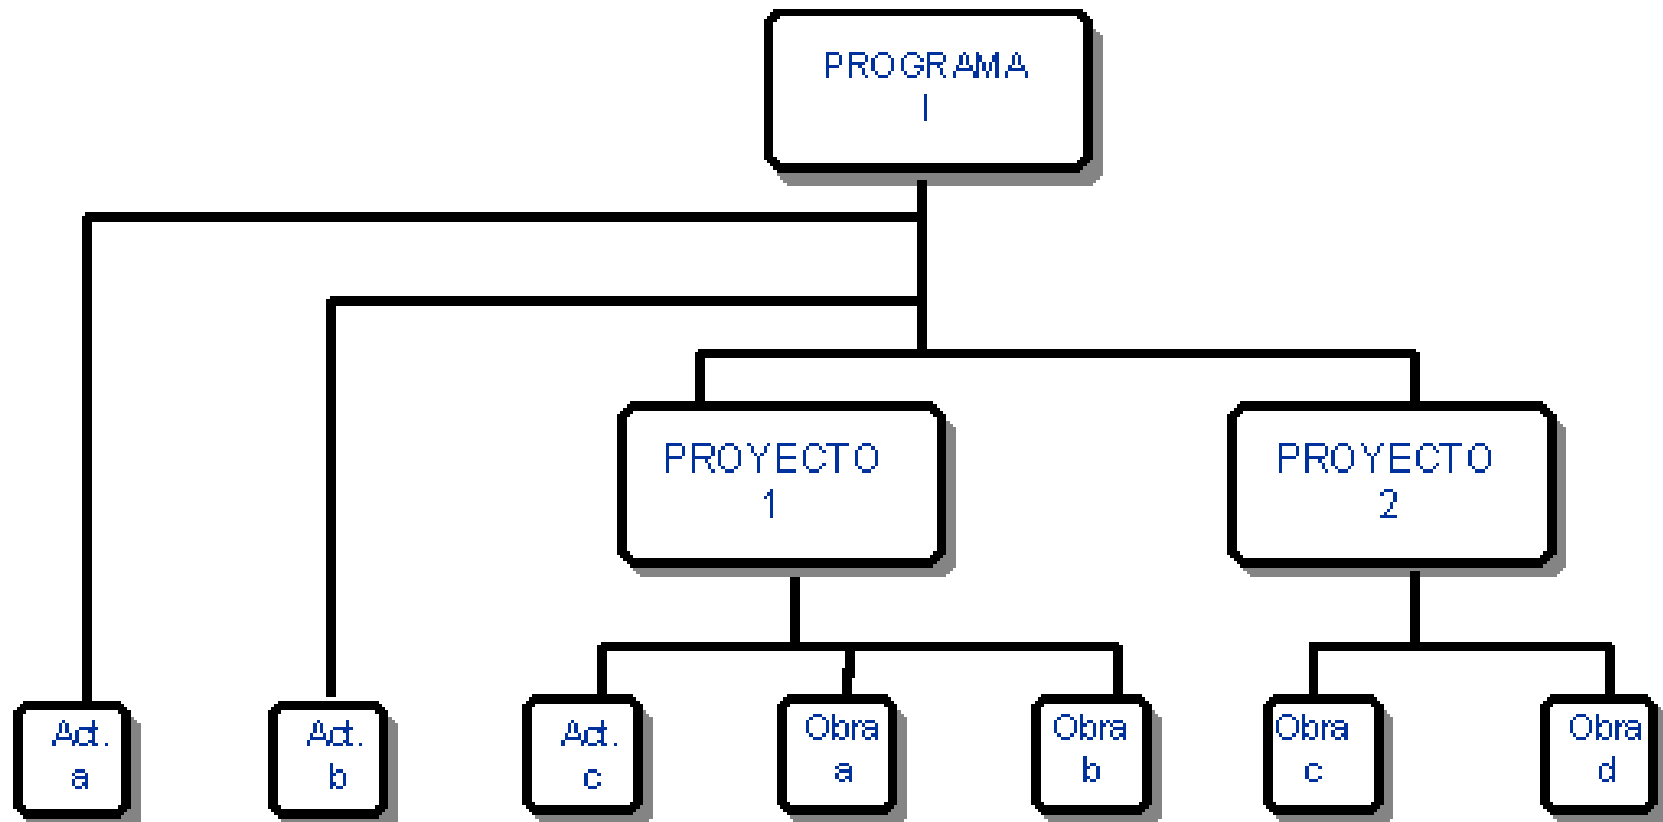 PROGRAMA
I
PROYECTO
1
PROYECTO
2
Act.
a
Act.
b
Act.
c
Obra
a
Obra
b
Obra
c
Obra
d